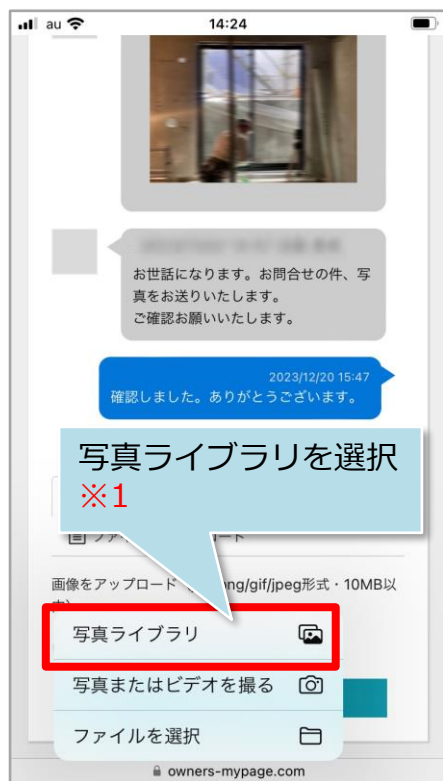 au
14:24
お世話になります。お問合せの件、写
真をお送りいたします。
ご確認お願いいたします。
2023/12/20 15:47
確認しました。ありがとうございます。
写真ライブラリを選択
※1
画像をアップロード
ng/gif/jpeg形式・10MB以
写真ライブラリ
写真またはビデオを撮る
ファイルを選択
owners-mypage.com